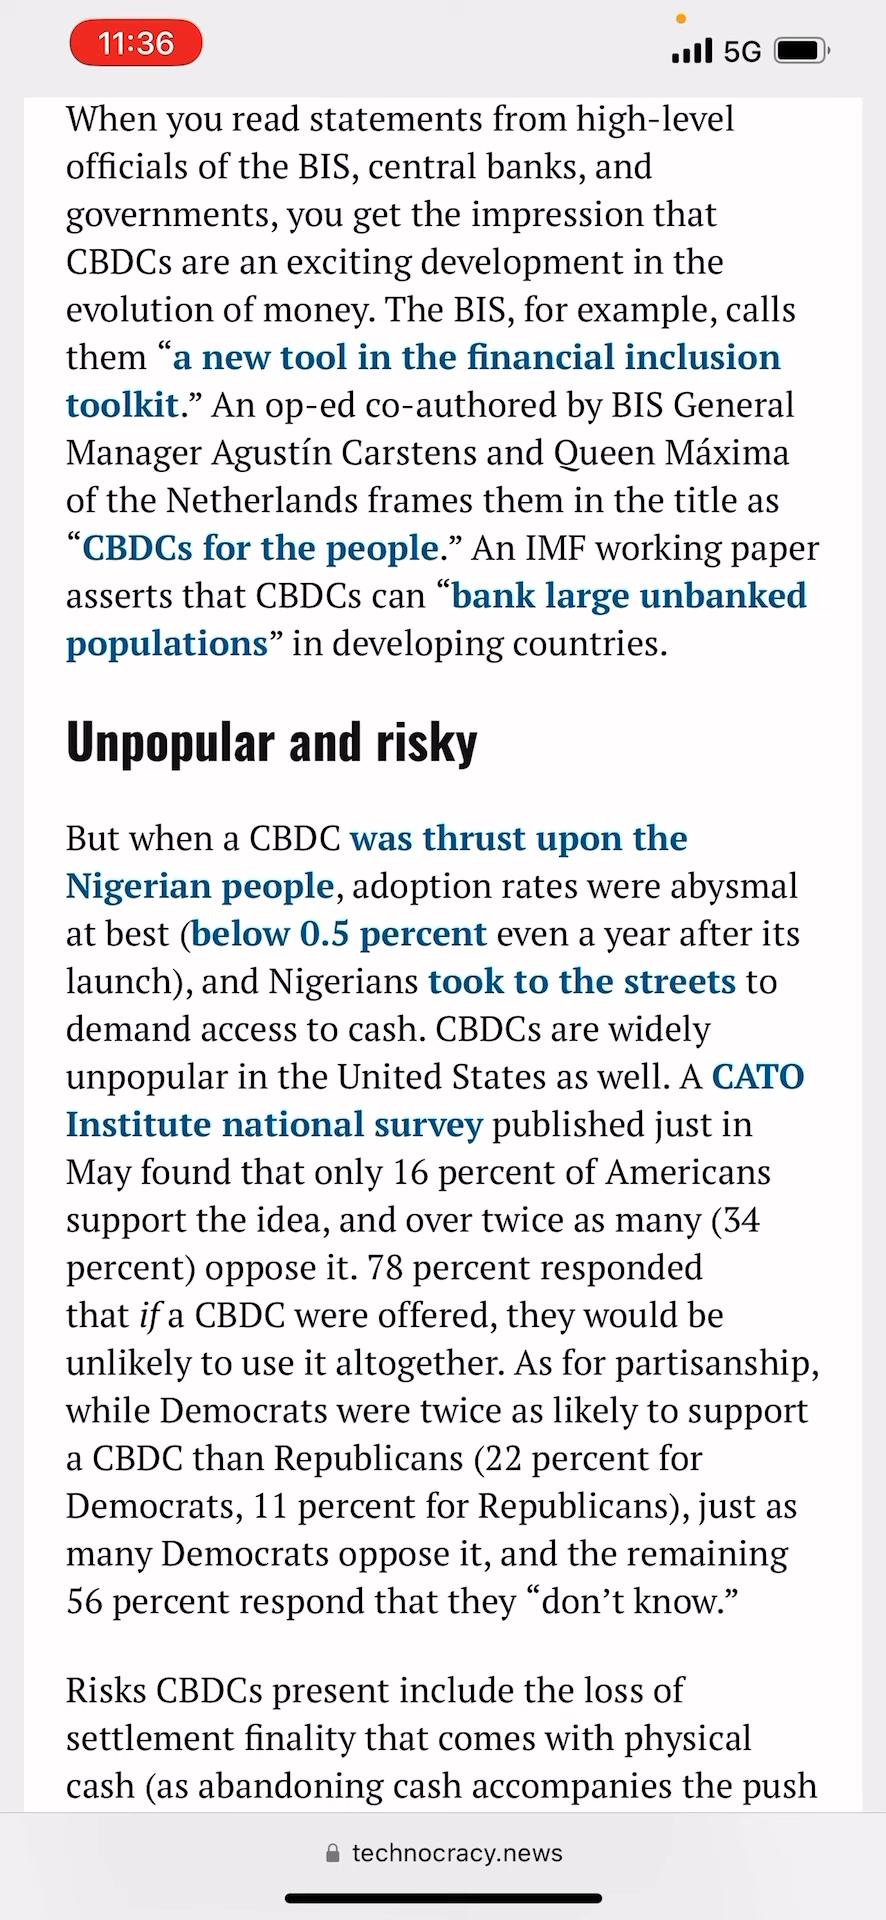 11:36
5G
When you read statements from high-level
officials of the BIS, central banks, and
governments, you get the impression that
CBDCs are an exciting development in the
evolution of money. The BIS, for example, calls
them “a new tool in the financial inclusion
toolkit.” An op-ed co-authored by BIS General
Manager Agustín Carstens and Queen Máxima
of the Netherlands frames them in the title as
“CBDCs for the people.” An IMF working paper
asserts that CBDCs can “bank large unbanked
populations” in developing countries.
Unpopular and risky
But when a CBDC was thrust upon the
Nigerian people, adoption rates were abysmal
at best (below 0.5 percent even a year after its
launch), and Nigerians took to the streets to
demand access to cash. CBDCs are widely
unpopular in the United States as well. A CATO
Institute national survey published just in
May found that only 16 percent of Americans
support the idea, and over twice as many (34
percent) oppose it. 78 percent responded
that if a CBDC were offered, they would be
unlikely to use it altogether. As for partisanship,
while Democrats were twice as likely to support
a CBDC than Republicans (22 percent for
Democrats, 11 percent for Republicans), just as
many Democrats oppose it, and the remaining
56 percent respond that they “don’t know.”
Risks CBDCs present include the loss of
settlement finality that comes with physical
cash (as abandoning cash accompanies the push
technocracy.news